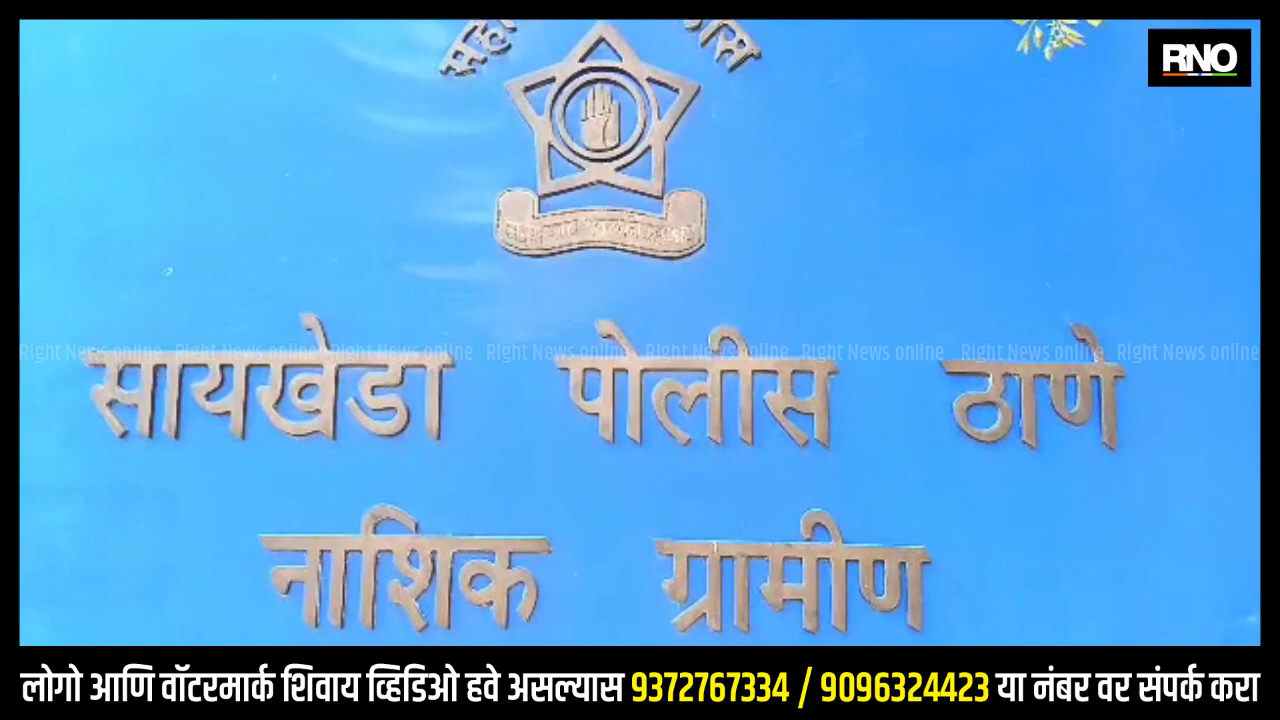 RNO
सायखेडा पोलीस ठाणे
Right News online Right News online Right News online Right News online Right News online Right News online Right News online Right News online
नाशिक ग्रामीण
लोगो आणि वॉटरमार्क शिवाय व्हिडिओ हवे असल्यास 9372767334 / 9096324423 या नंबर वर संपर्क करा